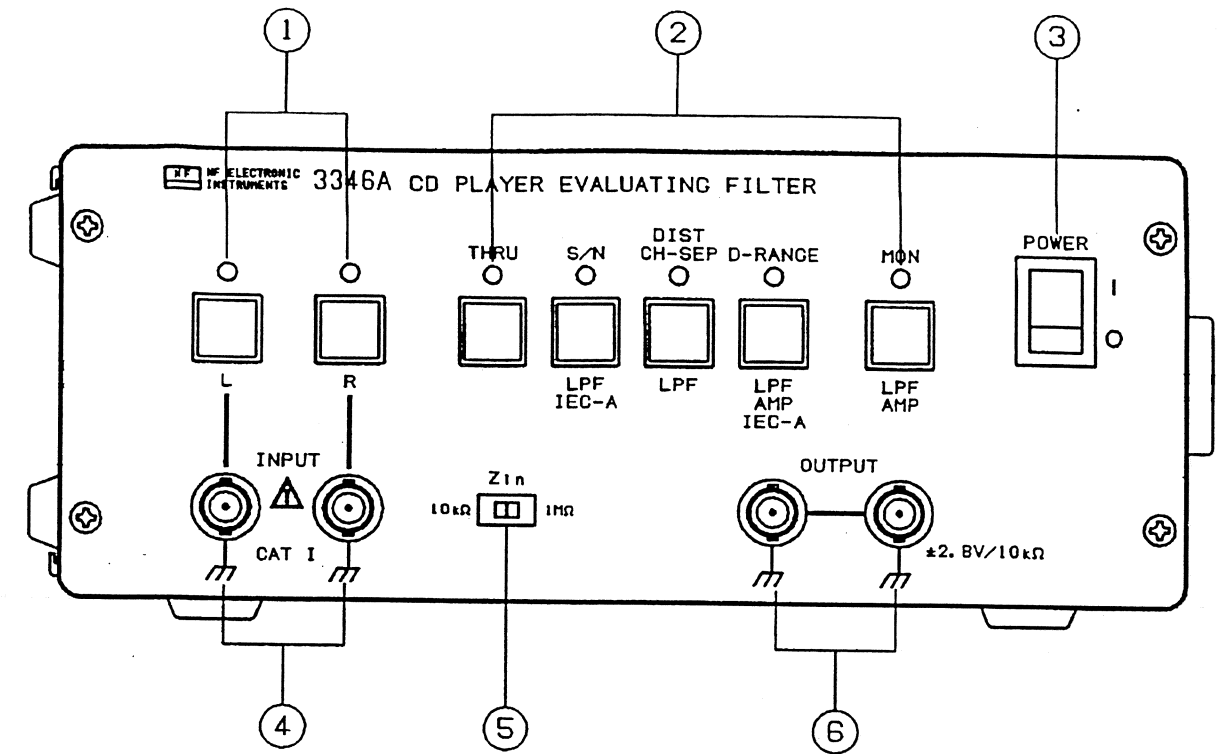 1
2
3
NF NF ELECTRONIC
INSTRUMENTS
3346A CD PLAYER EVALUATING FILTER
THRU
S/N
DIST
CH-SEP
D-RANGE
MON
POWER
I
O
L
R
LPF
IEC-A
LPF
LPF
AMP
IEC-A
LPF
AMP
INPUT
CAT I
Zin
10kΩ
1MΩ
OUTPUT
±2.8V/10kΩ
4
5
6